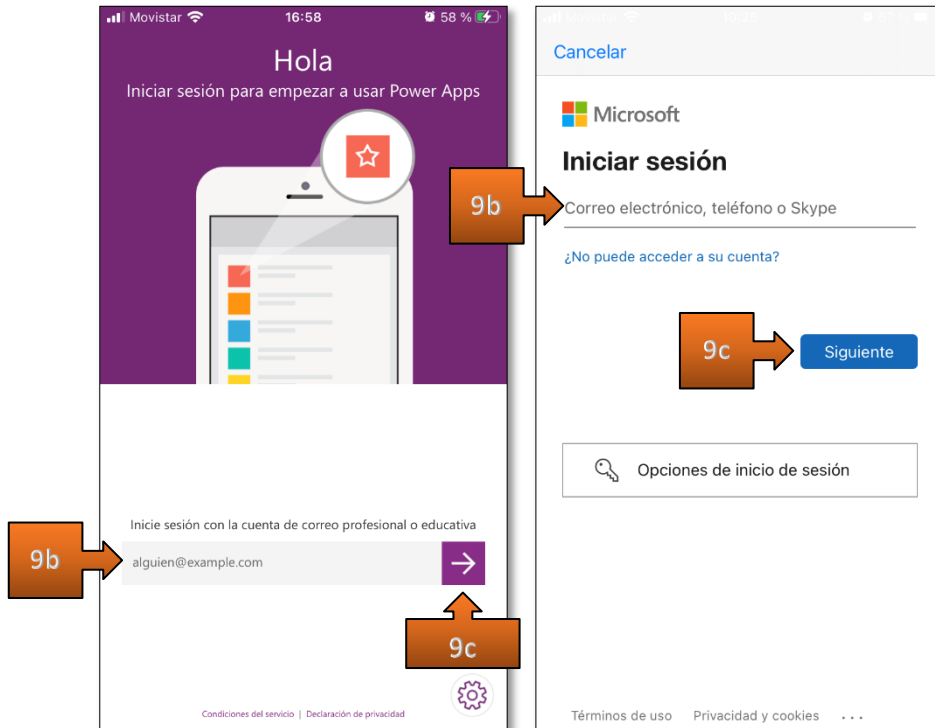 Movistar 16:58 58 %
Hola
Iniciar sesión para empezar a usar Power Apps
Inicie sesión con la cuenta de correo profesional o educativa
9b
alguien@example.com
9c
Condiciones del servicio | Declaración de privacidad
Cancelar
Microsoft
Iniciar sesión
9b
Correo electrónico, teléfono o Skype
¿No puede acceder a su cuenta?
9c
Siguiente
Opciones de inicio de sesión
Términos de uso Privacidad y cookies ...